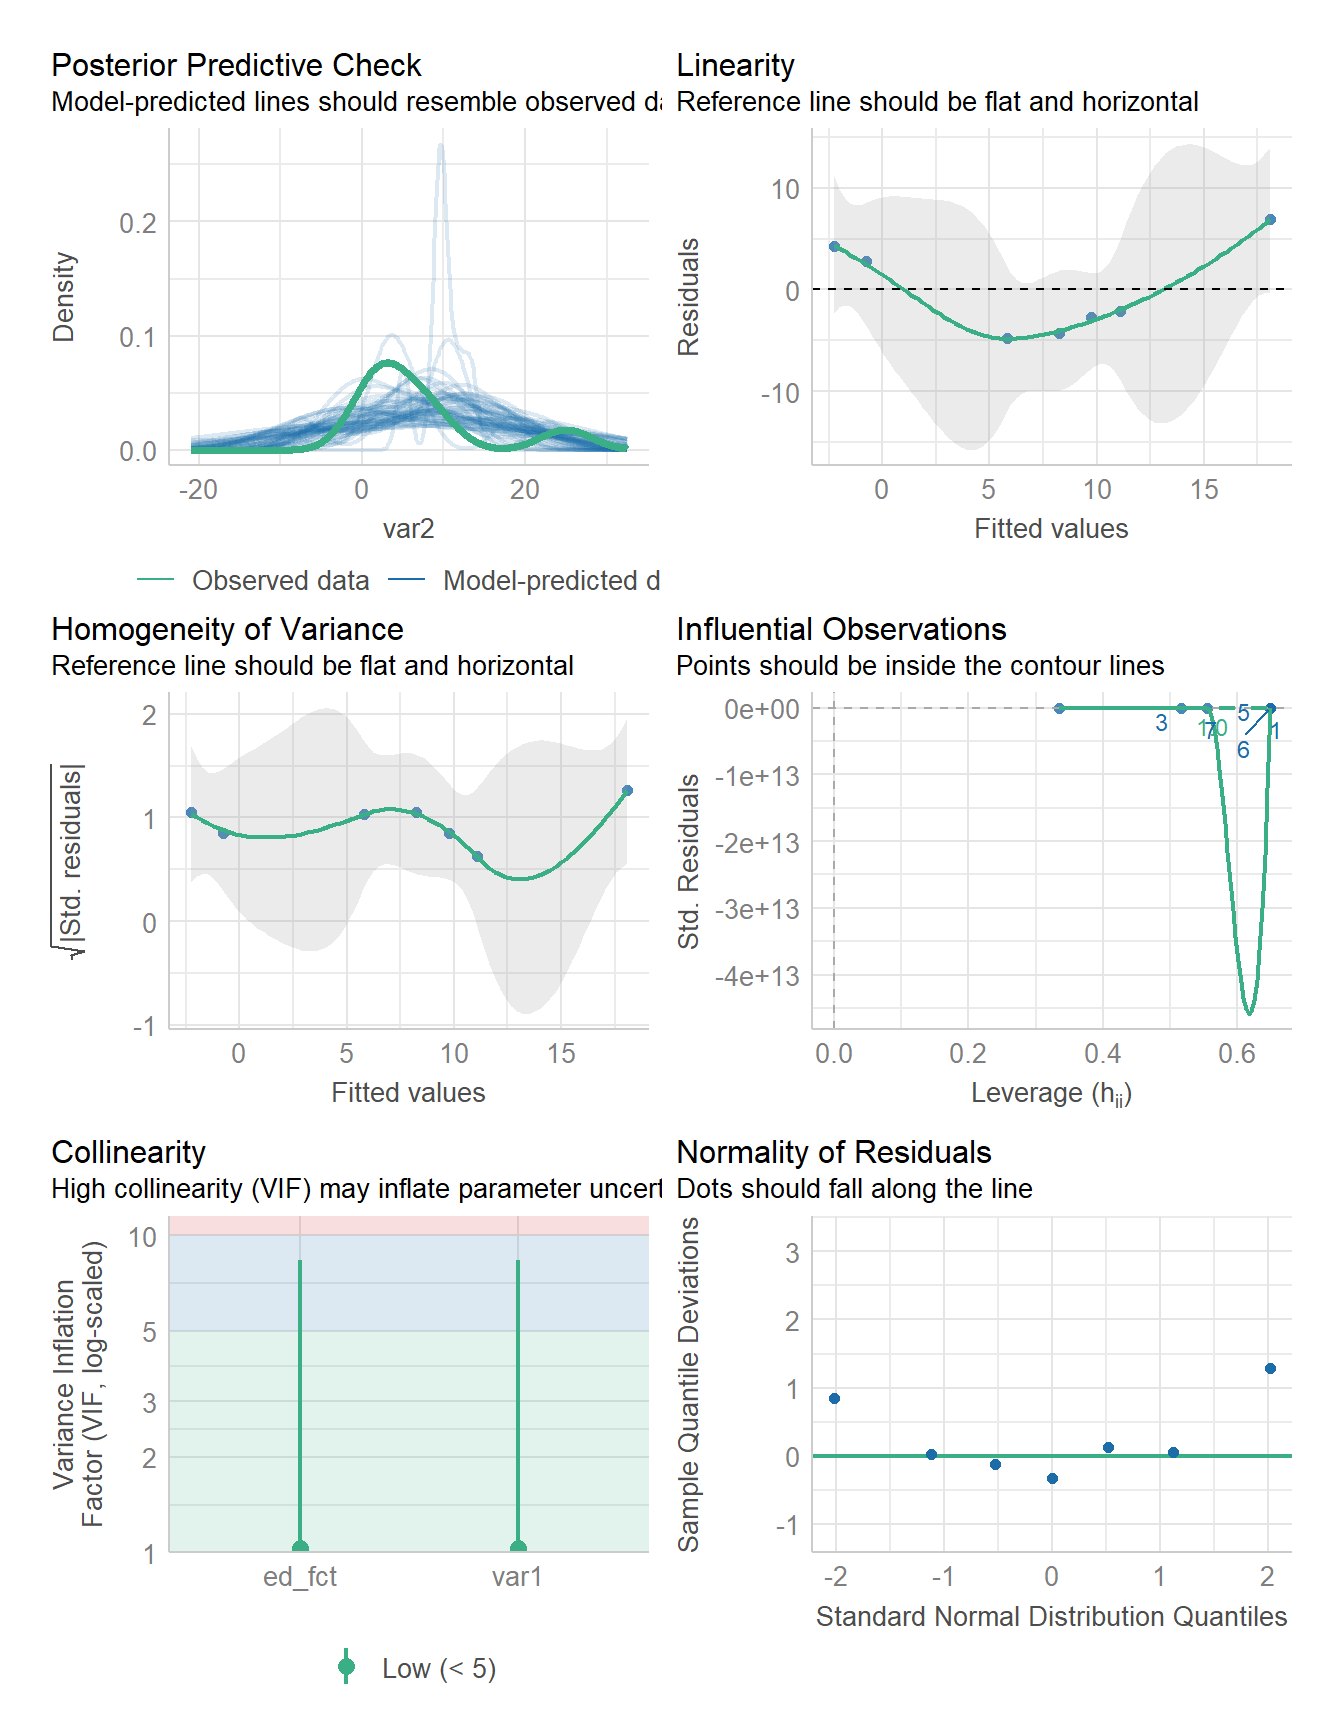 Posterior Predictive Check
Model-predicted lines should resemble observed da
0.2
0.1
0.0
Density
-20 0 20
var2
Observed data Model-predicted d
Linearity
Reference line should be flat and horizontal
10
0
-10
Residuals
0 5 10 15
Fitted values
Homogeneity of Variance
Reference line should be flat and horizontal
2
1
0
-1
√|Std. residuals|
0 5 10 15
Fitted values
Influential Observations
Points should be inside the contour lines
0e+00
-1e+13
-2e+13
-3e+13
-4e+13
Std. Residuals
3
7
5
6
1
0.0 0.2 0.4 0.6
Leverage (hii)
Collinearity
High collinearity (VIF) may inflate parameter uncert
10
5
3
2
1
Variance Inflation
Factor (VIF, log-scaled)
ed_fct var1
Low (< 5)
Normality of Residuals
Dots should fall along the line
3
2
1
0
-1
Sample Quantile Deviations
-2 -1 0 1 2
Standard Normal Distribution Quantiles